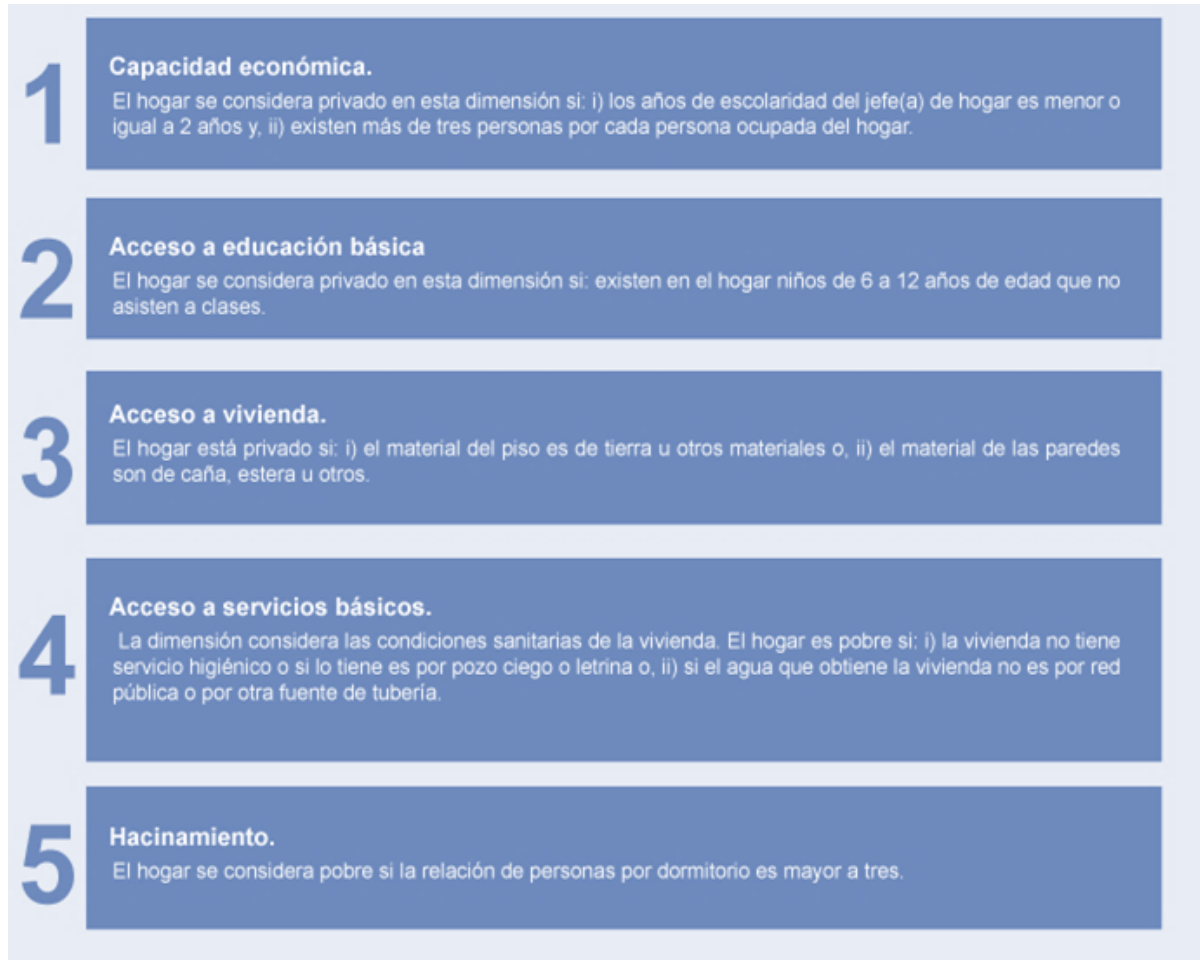 1
Capacidad económica.
El hogar se considera privado en esta dimensión si: i) los años de escolaridad del jefe(a) de hogar es menor o
igual a 2 años y, ii) existen más de tres personas por cada persona ocupada del hogar.
2
Acceso a educación básica
El hogar se considera privado en esta dimensión si: existen en el hogar niños de 6 a 12 años de edad que no
asisten a clases.
3
Acceso a vivienda.
El hogar está privado si: i) el material del piso es de tierra u otros materiales o, ii) el material de las paredes
son de caña, estera u otros.
4
Acceso a servicios básicos.
La dimensión considera las condiciones sanitarias de la vivienda. El hogar es pobre si: i) la vivienda no tiene
servicio higiénico o si lo tiene es por pozo ciego o letrina o, ii) si el agua que obtiene la vivienda no es por red
pública o por otra fuente de tubería.
5
Hacinamiento.
El hogar se considera pobre si la relación de personas por dormitorio es mayor a tres.